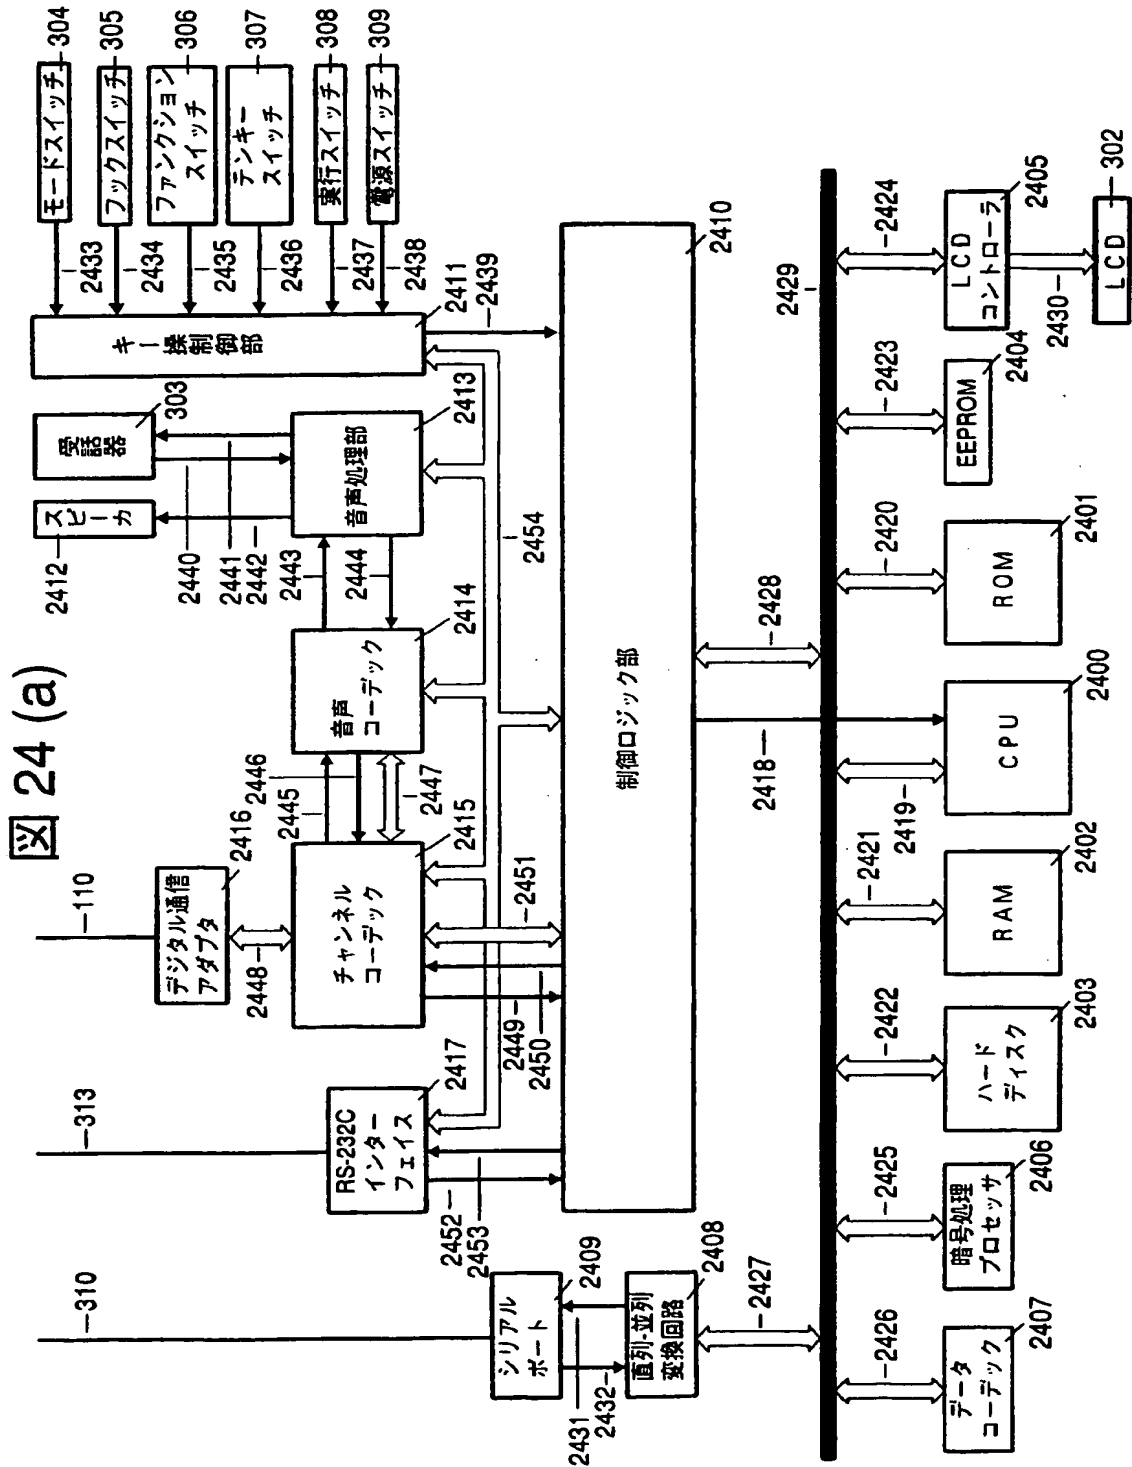 図 24 (a)
310
313
110
シリアル
ポート
2409
2431
2432
直列-並列
変換回路
2408
2427
RS-232C
インター
フェイス
2417
2452
2453
デジタル通信
アダプタ
2416
2448
チャンネル
コーデック
2415
2449
2450
2451
2445
2446
2447
音声
コーデック
2414
2443
2444
スピーカ
2412
受話器
303
2440
2441
2442
音声処理部
2413
2454
キー操制御部
2411
2439
モードスイッチ
304
2433
フックスイッチ
305
2434
ファンクション
スイッチ
306
2435
テンキー
スイッチ
307
2436
実行スイッチ
308
2437
電源スイッチ
309
2438
制御ロジック部
2410
2418
2428
2429
データ
コーデック
2407
2426
暗号処理
プロセッサ
2406
2425
ハード
ディスク
2403
2422
RAM
2402
2421
CPU
2400
2419
ROM
2401
2420
EEPROM
2404
2423
LCD
コントローラ
2405
2424
2430
LCD
302